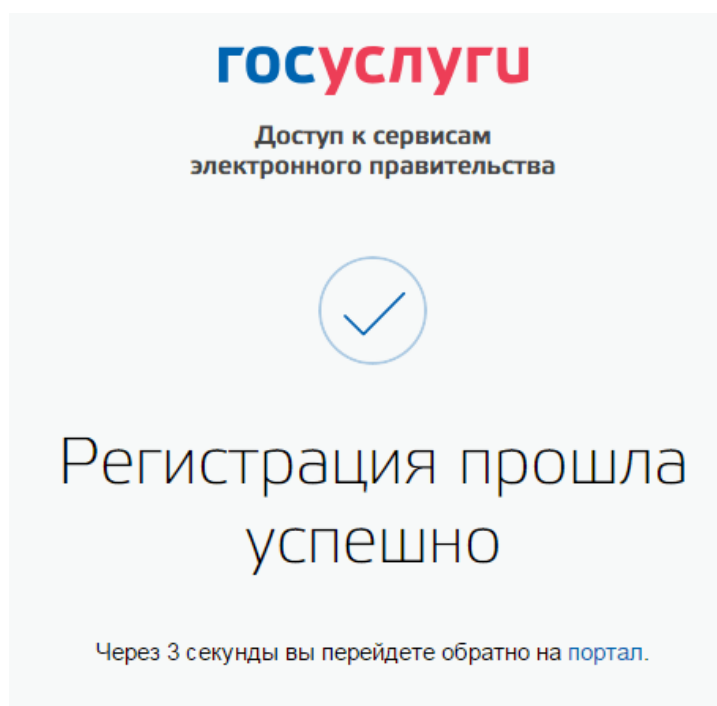 госуслуги
Доступ к сервисам
электронного правительства
Регистрация прошла
успешно
Через 3 секунды вы перейдете обратно на портал.